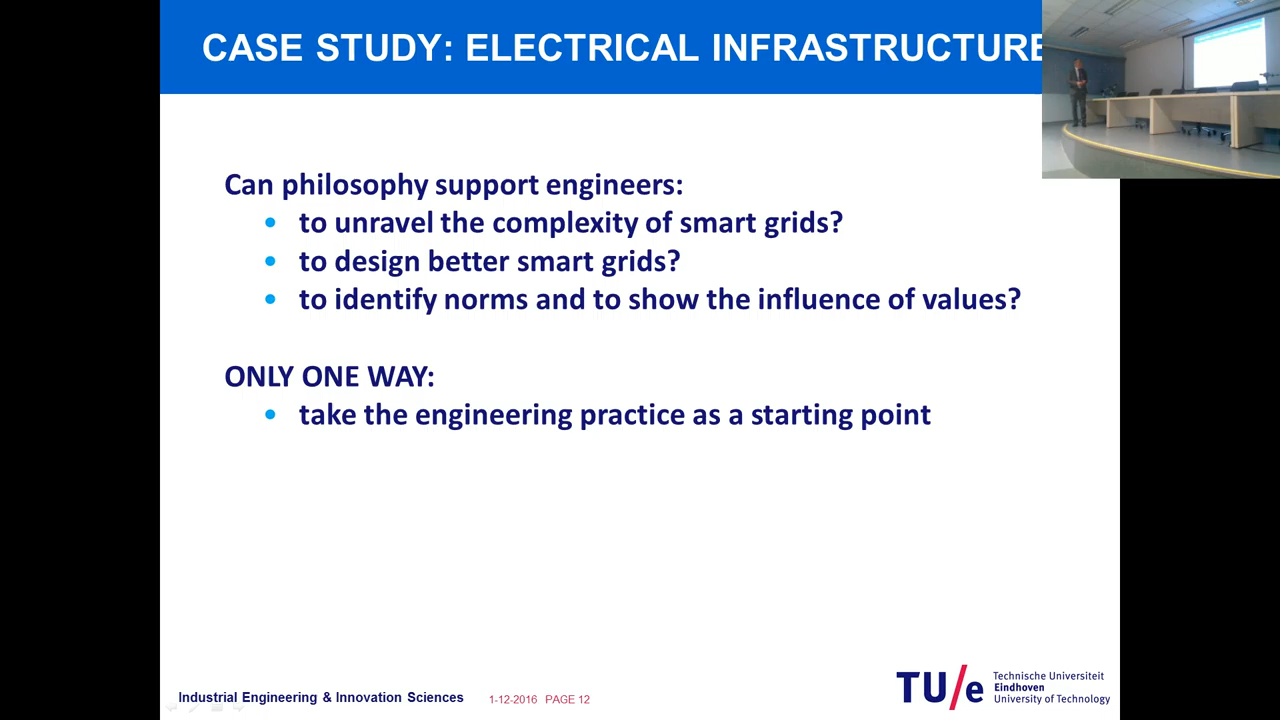 CASE STUDY: ELECTRICAL INFRASTRUCTURE
Can philosophy support engineers:
• to unravel the complexity of smart grids?
• to design better smart grids?
• to identify norms and to show the influence of values?
ONLY ONE WAY:
• take the engineering practice as a starting point
Industrial Engineering & Innovation Sciences
1-12-2016 PAGE 12
TU/e
Technische Universiteit
Eindhoven
University of Technology